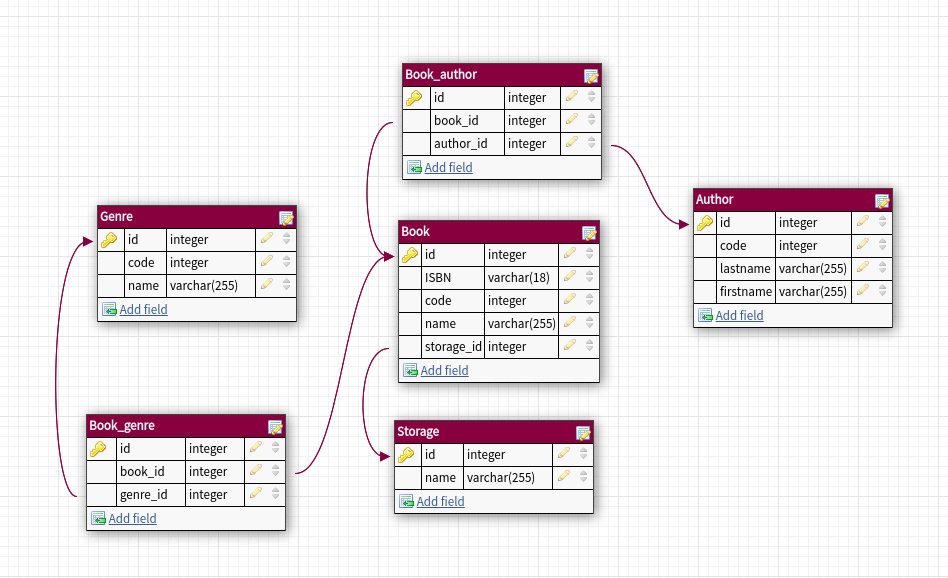 Book_author
id integer
book_id integer
author_id integer
Add field
Author
id integer
code integer
lastname varchar(255)
firstname varchar(255)
Add field
Genre
id integer
code integer
name varchar(255)
Add field
Book
id integer
ISBN varchar(18)
code integer
name varchar(255)
storage_id integer
Add field
Book_genre
id integer
book_id integer
genre_id integer
Add field
Storage
id integer
name varchar(255)
Add field